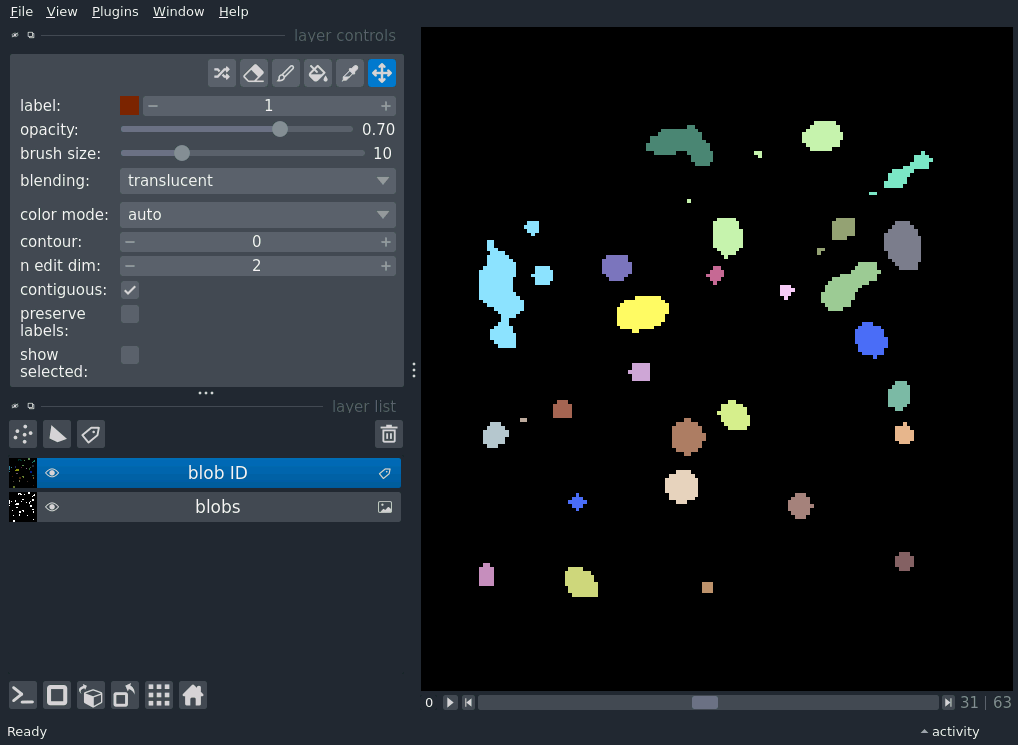 File View Plugins Window Help
layer controls
label: 1
opacity: 0.70
brush size: 10
blending: translucent
color mode: auto
contour: 0
n edit dim: 2
contiguous:
preserve
labels:
show
selected:
layer list
blob ID
blobs
0 31 | 63
Ready activity